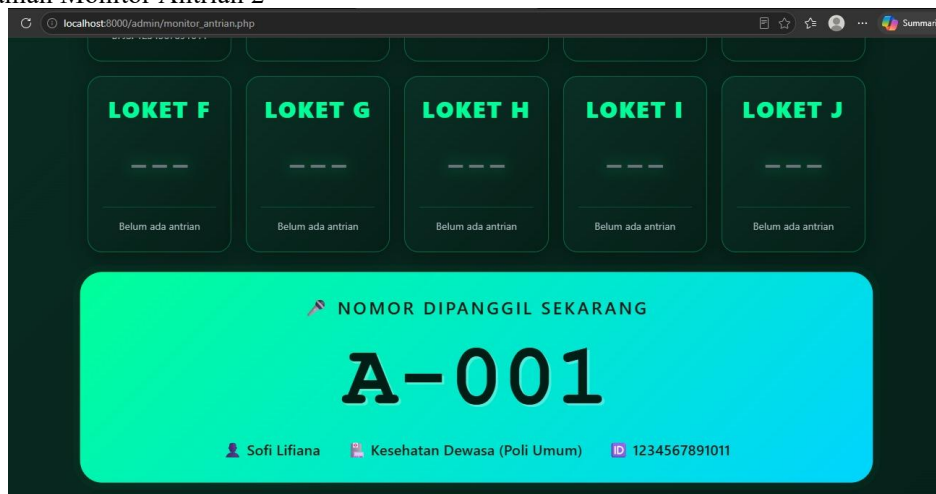 Monitor Antrian 2
localhost:8000/admin/monitor_antrian.php
Summari
LOKET F LOKET G LOKET H LOKET I LOKET J
--- --- --- --- ---
Belum ada antrian Belum ada antrian Belum ada antrian Belum ada antrian Belum ada antrian
NOMOR DIPANGGIL SEKARANG
A-001
Sofi Lifiana Kesehatan Dewasa (Poli Umum) ID 1234567891011